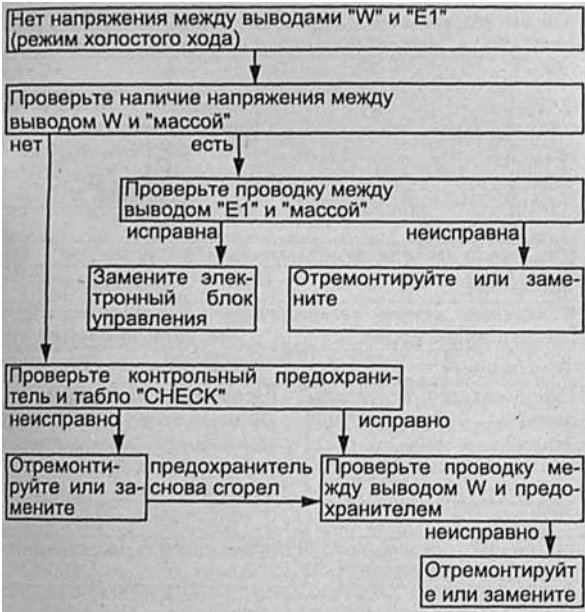 Нет напряжения между выводами "W" и "E1"
(режим холостого хода)
Проверьте наличие напряжения между
выводом W и "массой"
нет
есть
Проверьте проводку между
выводом "E1" и "массой"
исправна
неисправна
Замените элек-
тронный блок
управления
Отремонтируйте или заме-
ните
Проверьте контрольный предохрани-
тель и табло "CHECK"
неисправно
исправно
Отремонти-
руйте или за-
мените
предохранитель
снова сгорел
Проверьте проводку ме-
жду выводом W и предо-
хранителем
неисправно
Отремонтируйт
е или замените